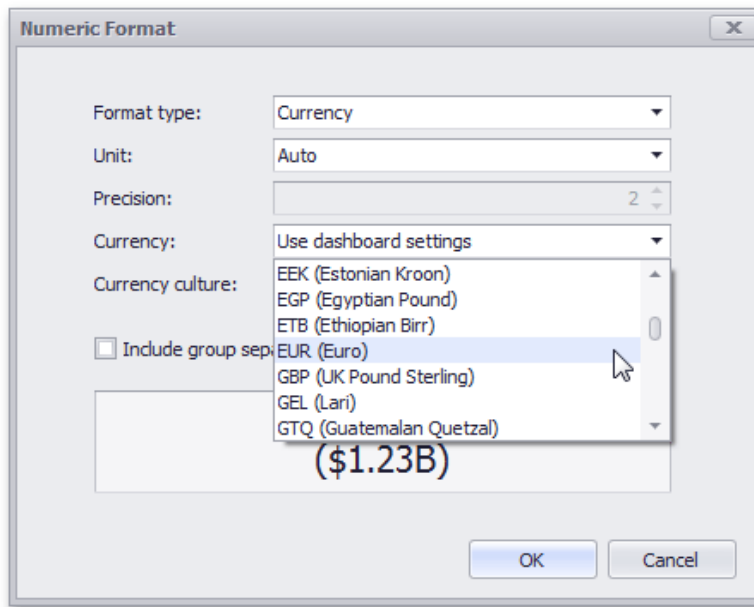 Numeric Format
Format type: Currency
Unit: Auto
Precision: 2
Currency: Use dashboard settings
EEK (Estonian Kroon)
Currency culture:
EGP (Egyptian Pound)
ETB (Ethiopian Birr)
Include group
EUR (Euro)
GBP (UK Pound Sterling)
GEL (Lari)
GTQ (Guatemalan Quetzal)
($1.23B)
OK Cancel